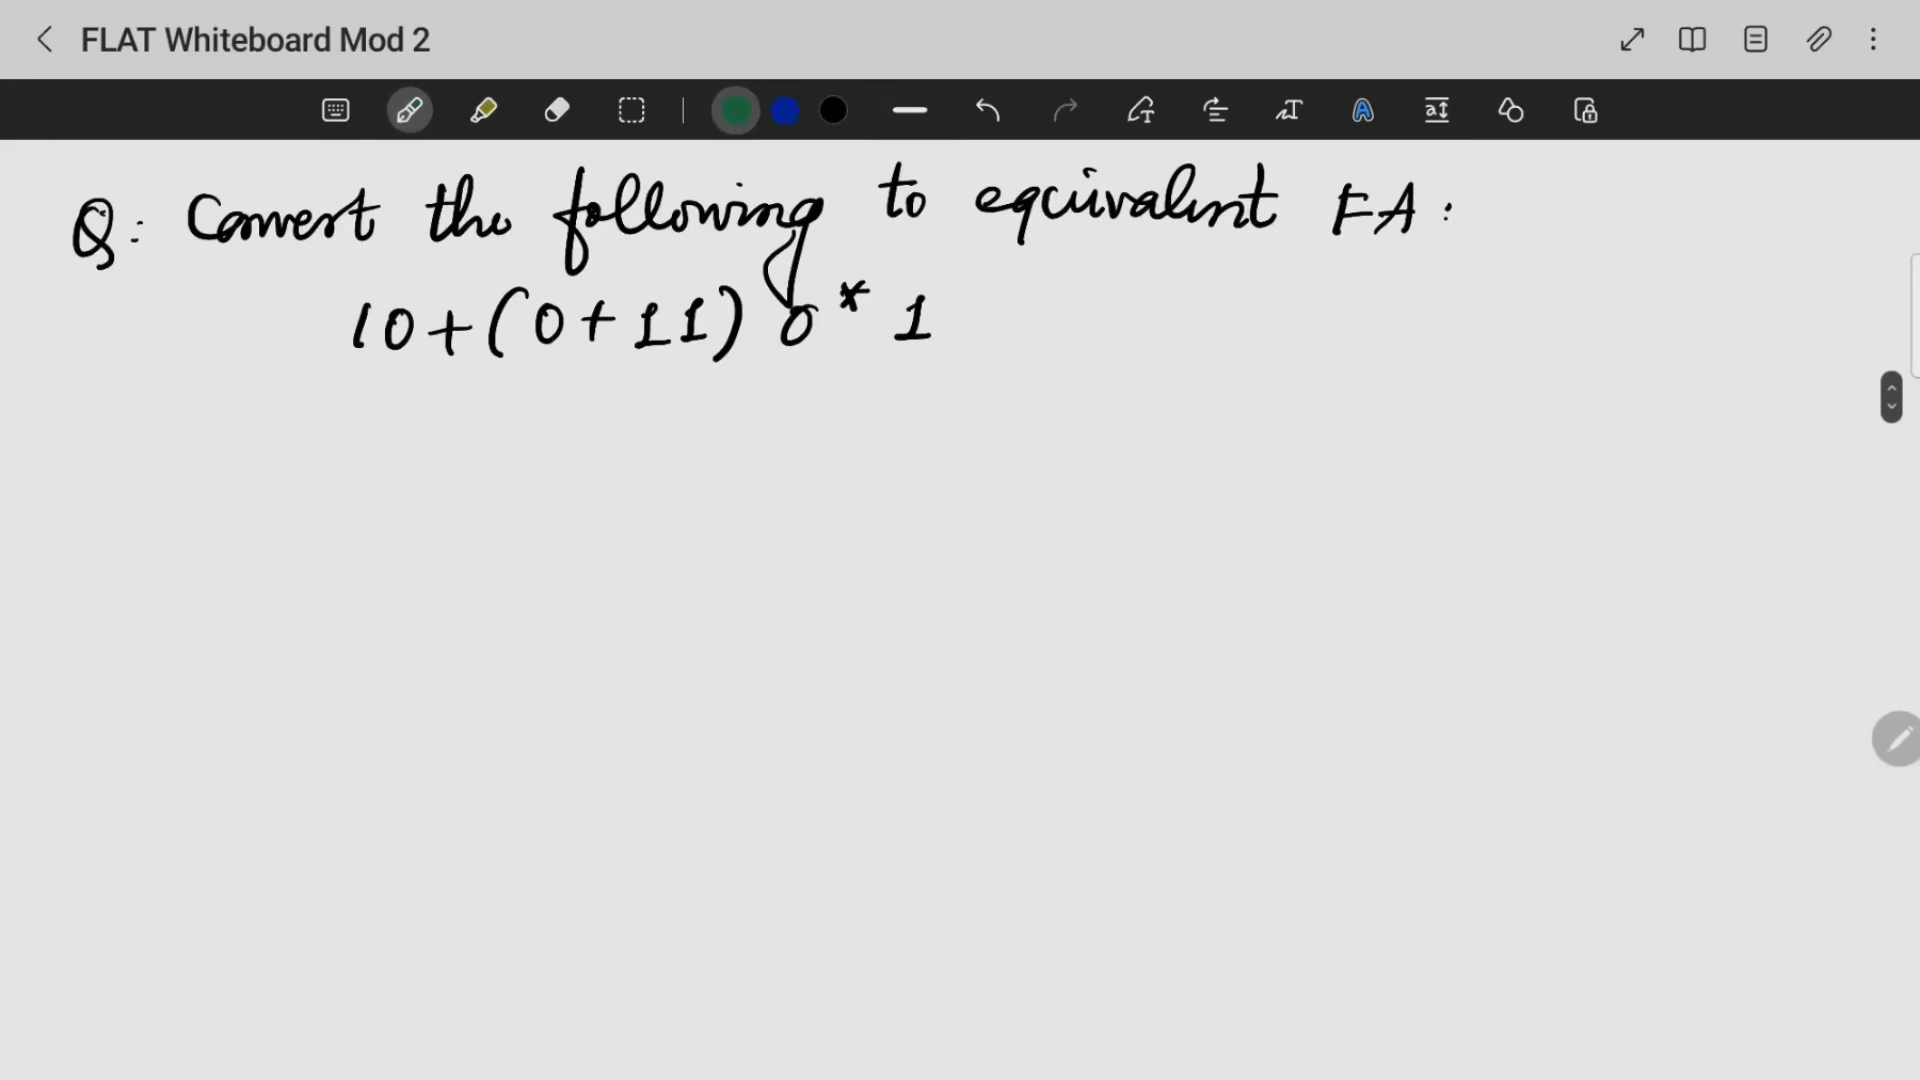 FLAT Whiteboard Mod 2
Q: Convert the following to equivalent FA:
10+(0+11) 0* 1